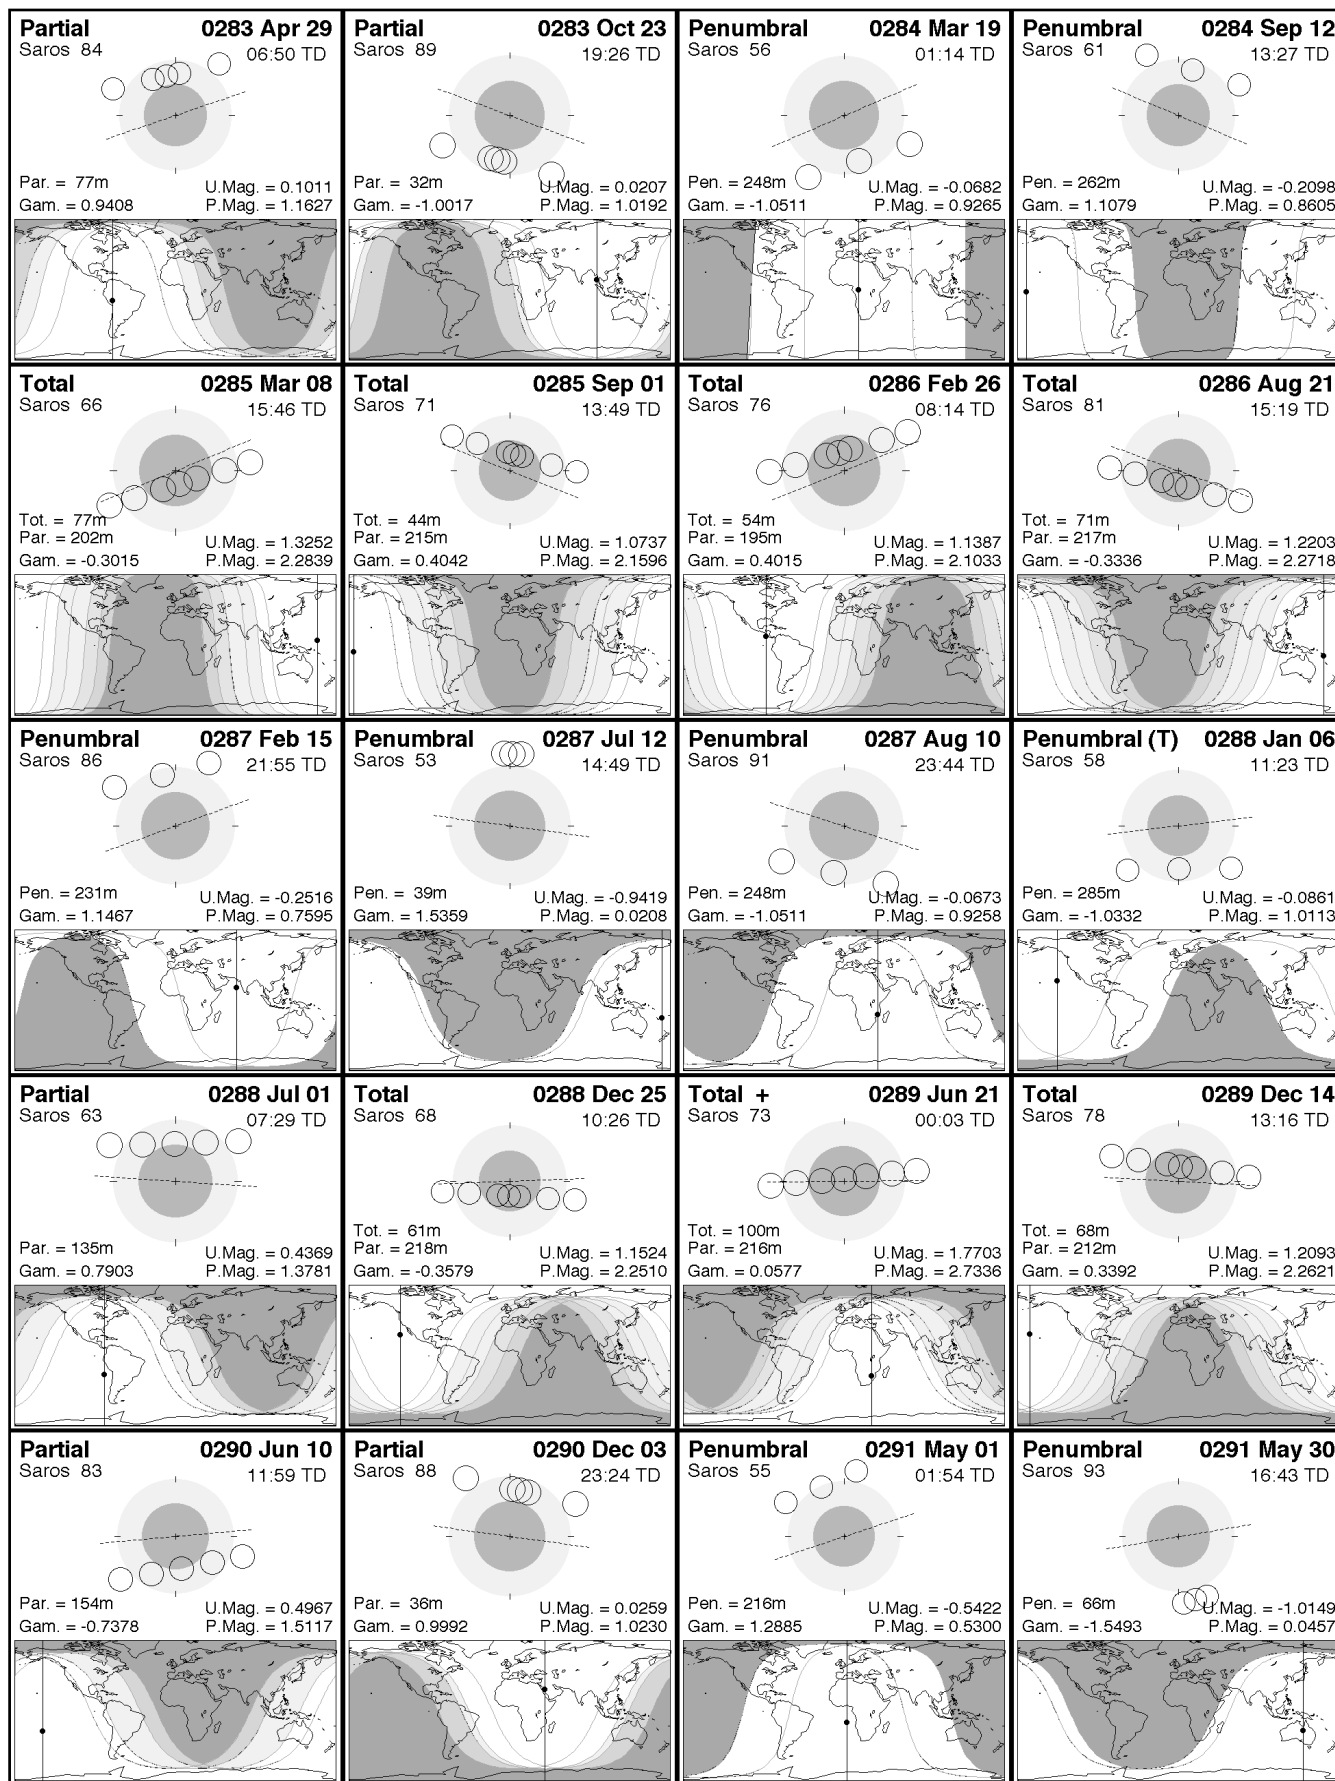 Partial 0283 Apr 29
Saros 84 06:50 TD
Par. = 77m U.Mag. = 0.1011
Gam. = 0.9408 P.Mag. = 1.1627
Partial 0283 Oct 23
Saros 89 19:26 TD
Par. = 32m U.Mag. = 0.0207
Gam. = -1.0017 P.Mag. = 1.0192
Penumbral 0284 Mar 19
Saros 56 01:14 TD
Pen. = 248m U.Mag. = -0.0682
Gam. = -1.0511 P.Mag. = 0.9265
Penumbral 0284 Sep 12
Saros 61 13:27 TD
Pen. = 262m U.Mag. = -0.2098
Gam. = 1.1079 P.Mag. = 0.8605
Total 0285 Mar 08
Saros 66 15:46 TD
Tot. = 77m
Par. = 202m U.Mag. = 1.3252
Gam. = -0.3015 P.Mag. = 2.2839
Total 0285 Sep 01
Saros 71 13:49 TD
Tot. = 44m
Par. = 215m U.Mag. = 1.0737
Gam. = 0.4042 P.Mag. = 2.1596
Total 0286 Feb 26
Saros 76 08:14 TD
Tot. = 54m
Par. = 195m U.Mag. = 1.1387
Gam. = 0.4015 P.Mag. = 2.1033
Total 0286 Aug 21
Saros 81 15:19 TD
Tot. = 71m
Par. = 217m U.Mag. = 1.2203
Gam. = -0.3336 P.Mag. = 2.2718
Penumbral 0287 Feb 15
Saros 86 21:55 TD
Pen. = 231m U.Mag. = -0.2516
Gam. = 1.1467 P.Mag. = 0.7595
Penumbral 0287 Jul 12
Saros 53 14:49 TD
Pen. = 39m U.Mag. = -0.9419
Gam. = 1.5359 P.Mag. = 0.0208
Penumbral 0287 Aug 10
Saros 91 23:44 TD
Pen. = 248m U.Mag. = -0.0673
Gam. = -1.0511 P.Mag. = 0.9258
Penumbral (T) 0288 Jan 06
Saros 58 11:23 TD
Pen. = 285m U.Mag. = -0.0861
Gam. = -1.0332 P.Mag. = 1.0113
Partial 0288 Jul 01
Saros 63 07:29 TD
Par. = 135m U.Mag. = 0.4369
Gam. = 0.7903 P.Mag. = 1.3781
Total 0288 Dec 25
Saros 68 10:26 TD
Tot. = 61m
Par. = 218m U.Mag. = 1.1524
Gam. = -0.3579 P.Mag. = 2.2510
Total + 0289 Jun 21
Saros 73 00:03 TD
Tot. = 100m
Par. = 216m U.Mag. = 1.7703
Gam. = 0.0577 P.Mag. = 2.7336
Total 0289 Dec 14
Saros 78 13:16 TD
Tot. = 68m
Par. = 212m U.Mag. = 1.2093
Gam. = 0.3392 P.Mag. = 2.2621
Partial 0290 Jun 10
Saros 83 11:59 TD
Par. = 154m U.Mag. = 0.4967
Gam. = -0.7378 P.Mag. = 1.5117
Partial 0290 Dec 03
Saros 88 23:24 TD
Par. = 36m U.Mag. = 0.0259
Gam. = 0.9992 P.Mag. = 1.0230
Penumbral 0291 May 01
Saros 55 01:54 TD
Pen. = 216m U.Mag. = -0.5422
Gam. = 1.2885 P.Mag. = 0.5300
Penumbral 0291 May 30
Saros 93 16:43 TD
Pen. = 66m U.Mag. = -1.0149
Gam. = -1.5493 P.Mag. = 0.0457